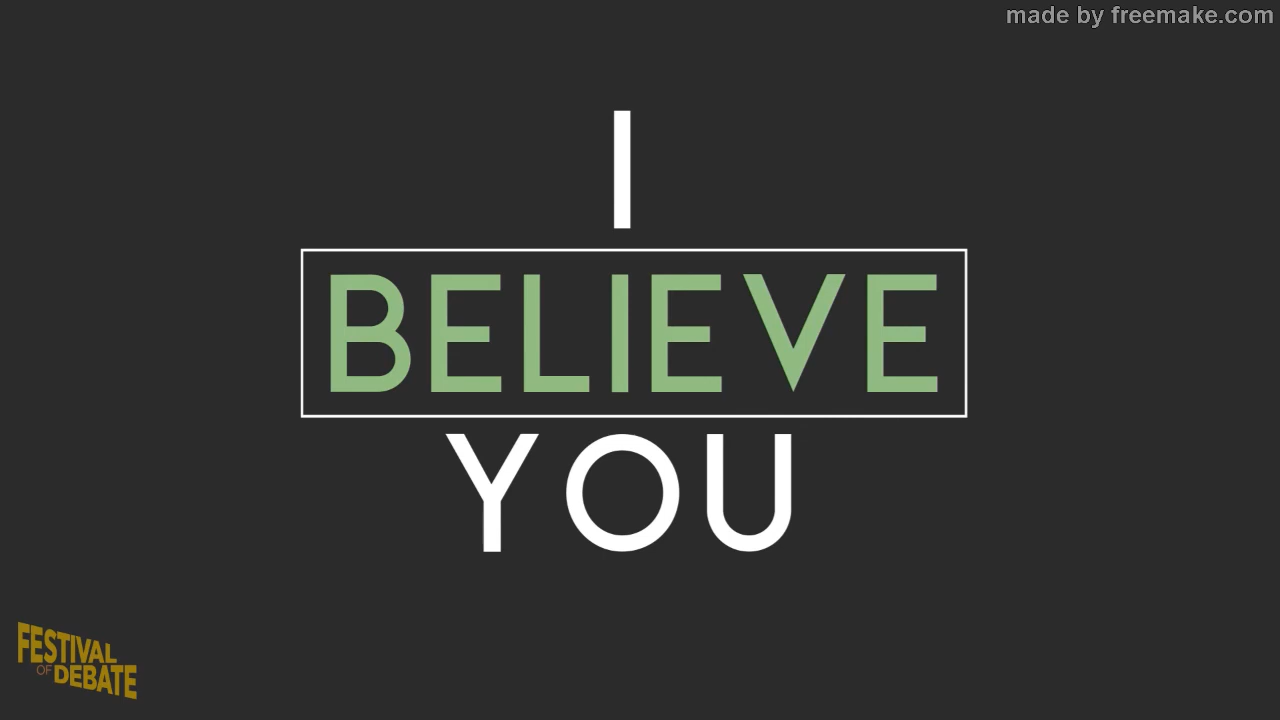 made by freemake.com
I
BELIEVE
YOU
FESTIVAL
OF DEBATE